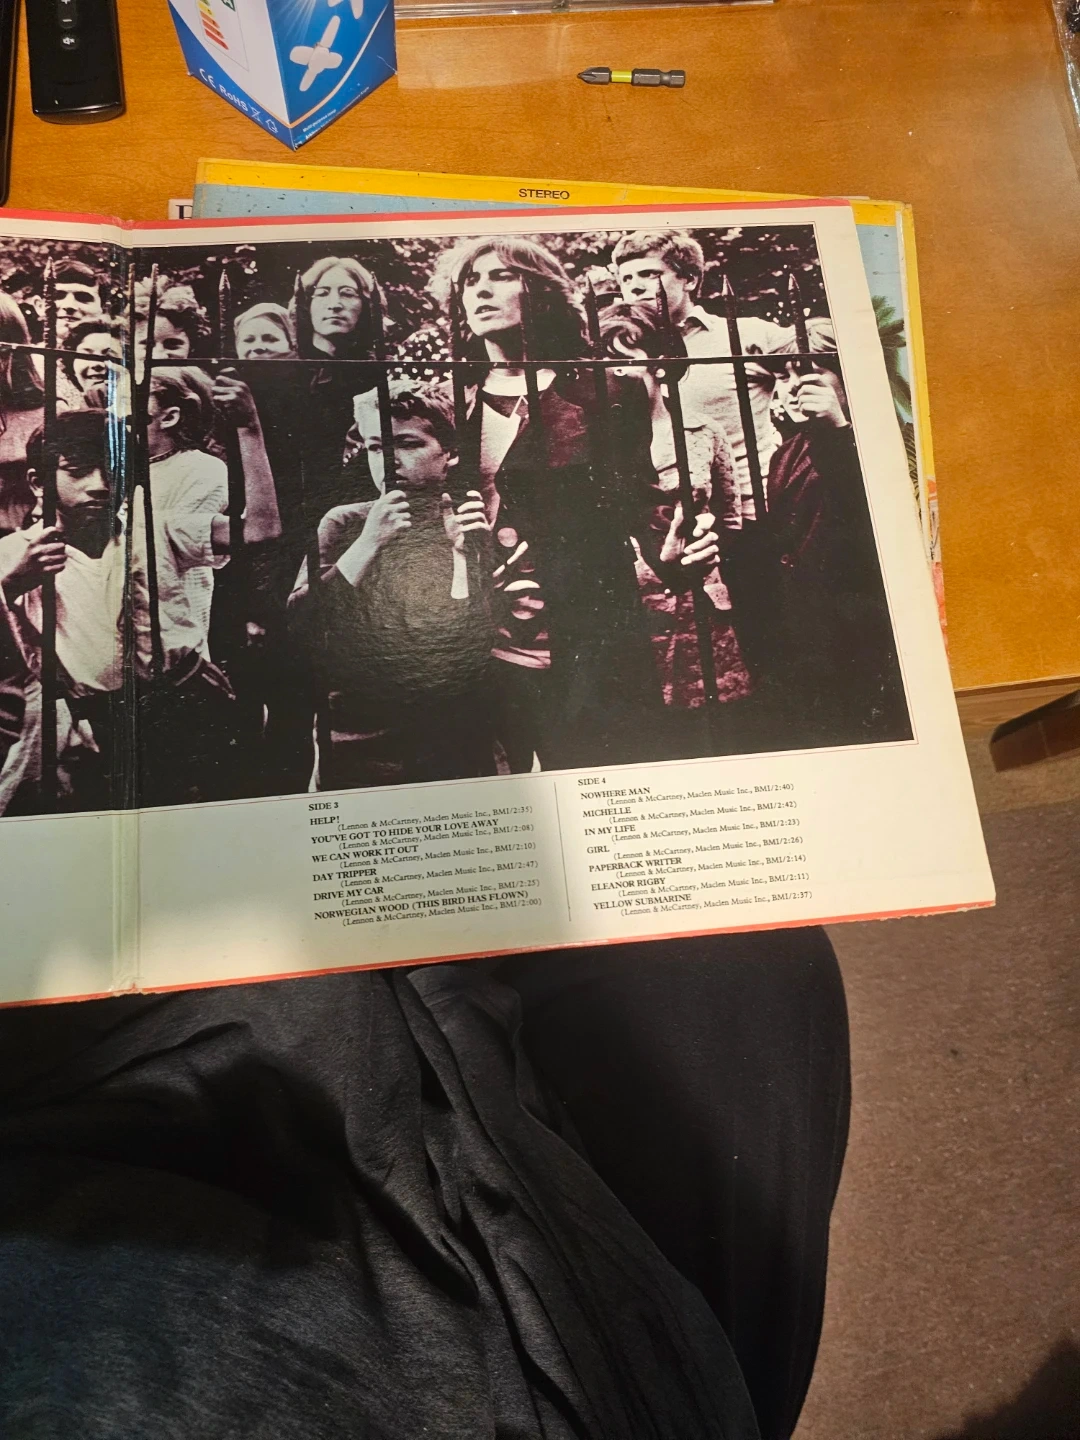 CE RoHS
STEREO
SIDE 3
HELP!
(Lennon & McCartney, Maclen Music Inc., BMI/2:35)
YOU'VE GOT TO HIDE YOUR LOVE AWAY
(Lennon & McCartney, Maclen Music Inc., BMI/2:08)
WE CAN WORK IT OUT
(Lennon & McCartney, Maclen Music Inc., BMI/2:10)
DAY TRIPPER
(Lennon & McCartney, Maclen Music Inc., BMI/2:47)
DRIVE MY CAR
(Lennon & McCartney, Maclen Music Inc., BMI/2:25)
NORWEGIAN WOOD (THIS BIRD HAS FLOWN)
(Lennon & McCartney, Maclen Music Inc., BMI/2:00)
SIDE 4
NOWHERE MAN
(Lennon & McCartney, Maclen Music Inc., BMI/2:40)
MICHELLE
(Lennon & McCartney, Maclen Music Inc., BMI/2:42)
IN MY LIFE
(Lennon & McCartney, Maclen Music Inc., BMI/2:23)
GIRL
(Lennon & McCartney, Maclen Music Inc., BMI/2:26)
PAPERBACK WRITER
(Lennon & McCartney, Maclen Music Inc., BMI/2:14)
ELEANOR RIGBY
(Lennon & McCartney, Maclen Music Inc., BMI/2:11)
YELLOW SUBMARINE
(Lennon & McCartney, Maclen Music Inc., BMI/2:37)